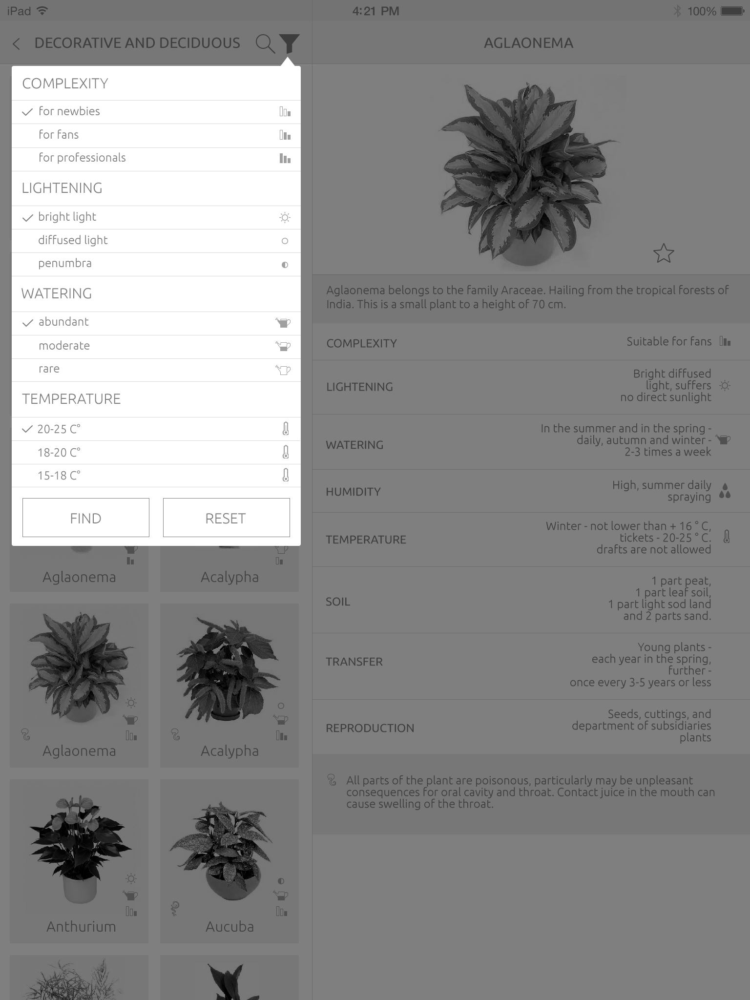 iPad
4:21 PM
100%
DECORATIVE AND DECIDUOUS
COMPLEXITY
for newbies
for fans
for professionals
LIGHTENING
bright light
diffused light
penumbra
WATERING
abundant
moderate
rare
TEMPERATURE
20-25 C°
18-20 C°
15-18 C°
FIND
RESET
Aglaonema
Acalypha
Aglaonema
Acalypha
Anthurium
Aucuba
AGLAONEMA
Aglaonema belongs to the family Araceae. Hailing from the tropical forests of
India. This is a small plant to a height of 70 cm.
COMPLEXITY
Suitable for fans
LIGHTENING
Bright diffused
light, suffers
no direct sunlight
WATERING
In the summer and in the spring -
daily, autumn and winter -
2-3 times a week
HUMIDITY
High, summer daily
spraying
TEMPERATURE
Winter - not lower than + 16 ° C,
tickets - 20-25 ° C.
drafts are not allowed
SOIL
1 part peat,
1 part leaf soil,
1 part light sod land
and 2 parts sand.
TRANSFER
Young plants -
each year in the spring,
further -
once every 3-5 years or less
REPRODUCTION
Seeds, cuttings, and
department of subsidiaries
plants
All parts of the plant are poisonous, particularly may be unpleasant
consequences for oral cavity and throat. Contact juice in the mouth can
cause swelling of the throat.